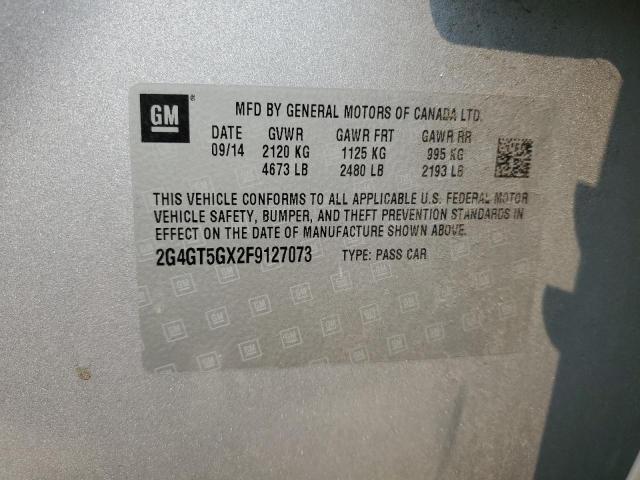 GM
®
MFD BY GENERAL MOTORS OF CANADA LTD.
DATE GVWR GAWR FRT GAWR RR
09/14 2120 KG 1125 KG 995 KG
4673 LB 2480 LB 2193 LB
THIS VEHICLE CONFORMS TO ALL APPLICABLE U.S. FEDERAL MOTOR
VEHICLE SAFETY, BUMPER, AND THEFT PREVENTION STANDARDS IN
EFFECT ON THE DATE OF MANUFACTURE SHOWN ABOVE.
2G4GT5GX2F9127073 TYPE: PASS CAR